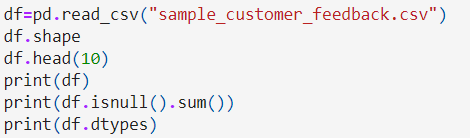 df=pd.read_csv("sample_customer_feedback.csv")
df.shape
df.head(10)
print(df)
print(df.isnull().sum())
print(df.dtypes)